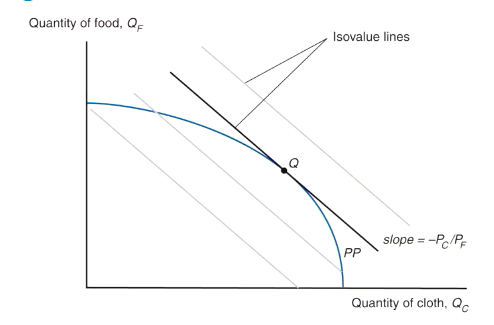 Quantity of food, Q_F
Isovalue lines
Q
slope = –P_C/P_F
PP
Quantity of cloth, Q_C